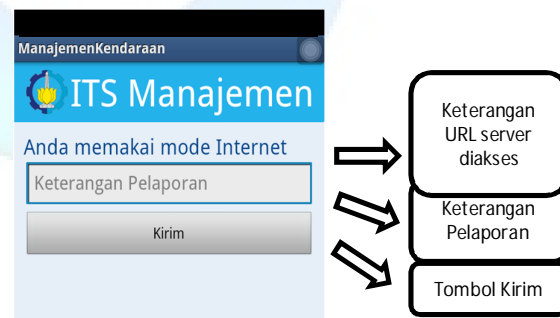 ManajemenKendaraan
ITS Manajemen
Anda memakai mode Internet
Keterangan Pelaporan
Kirim
Keterangan
URL server
diakses
Keterangan
Pelaporan
Tombol Kirim